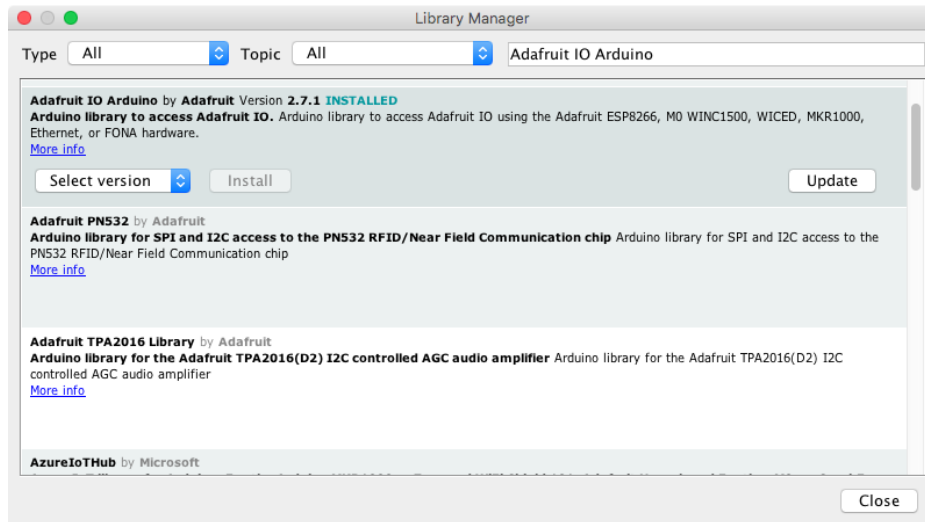 Library Manager
Type All Topic All Adafruit IO Arduino
Adafruit IO Arduino by Adafruit Version 2.7.1 INSTALLED
Arduino library to access Adafruit IO. Arduino library to access Adafruit IO using the Adafruit ESP8266, M0 WINC1500, WICED, MKR1000,
Ethernet, or FONA hardware.
More info
Select version Install Update
Adafruit PN532 by Adafruit
Arduino library for SPI and I2C access to the PN532 RFID/Near Field Communication chip Arduino library for SPI and I2C access to the
PN532 RFID/Near Field Communication chip
More info
Adafruit TPA2016 Library by Adafruit
Arduino library for the Adafruit TPA2016(D2) I2C controlled AGC audio amplifier Arduino library for the Adafruit TPA2016(D2) I2C
controlled AGC audio amplifier
More info
AzureIoTHub by Microsoft
Close